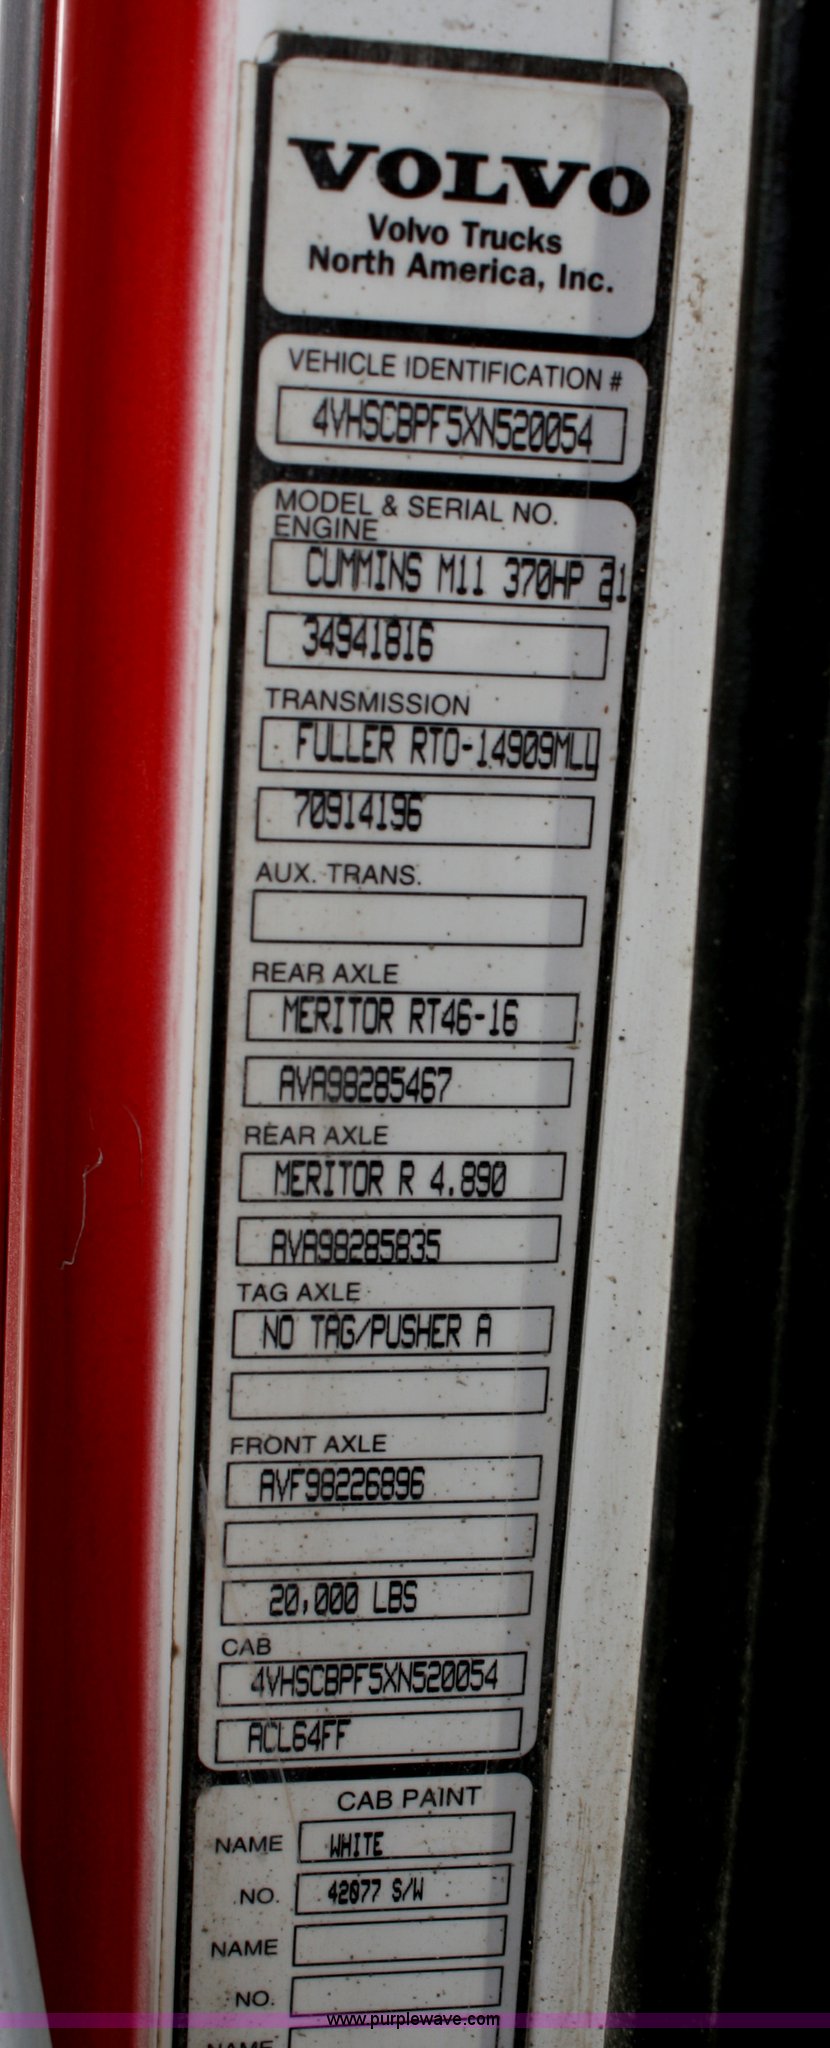 VOLVO
Volvo Trucks
North America, Inc.
VEHICLE IDENTIFICATION #
4VHSCBPF5XN520054
MODEL & SERIAL NO.
ENGINE
CUMMINS M11 370HP 21
34941816
TRANSMISSION
FULLER RTO-14909MLL
70914196
AUX. TRANS.
REAR AXLE
MERITOR RT46-16
AVA98285467
REAR AXLE
MERITOR R 4.890
AVA98285835
TAG AXLE
NO TAG/PUSHER A
FRONT AXLE
AVF98226896
20,000 LBS
CAB
4VHSCBPF5XN520054
ACL64FF
CAB PAINT
NAME WHITE
NO. 42077 S/W
NAME
NO.
NAME
www.purplewave.com